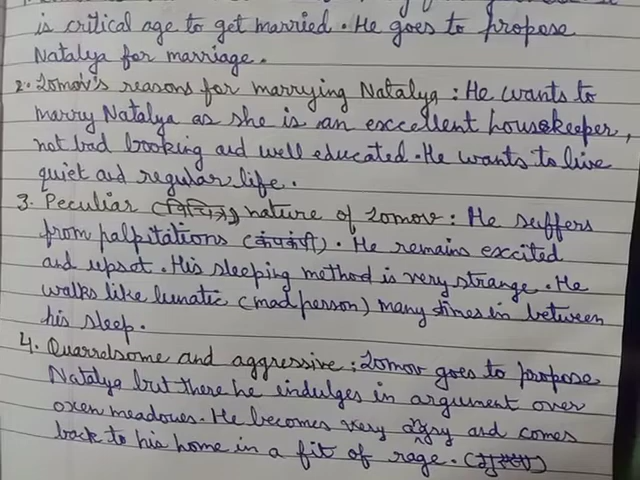 is critical age to get married. He goes to propose
Natalya for marriage.
2. Lomov's reasons for marrying Natalya: He wants to
marry Natalya as she is an excellent housekeeper,
not bad looking and well educated. He wants to live
quiet and regular life.
3. Peculiar (विचित्र) nature of Lomov: He suffers
from palpitations (कंपकंपी). He remains excited
and upset. His sleeping method is very strange. He
walks like lunatic (mad person) many times in between
his sleep.
4. Quarrelsome and aggressive: Lomov goes to propose
Natalya but there he indulges in argument over
oxen meadows. He becomes very angry and comes
back to his home in a fit of rage. (गुस्सा)